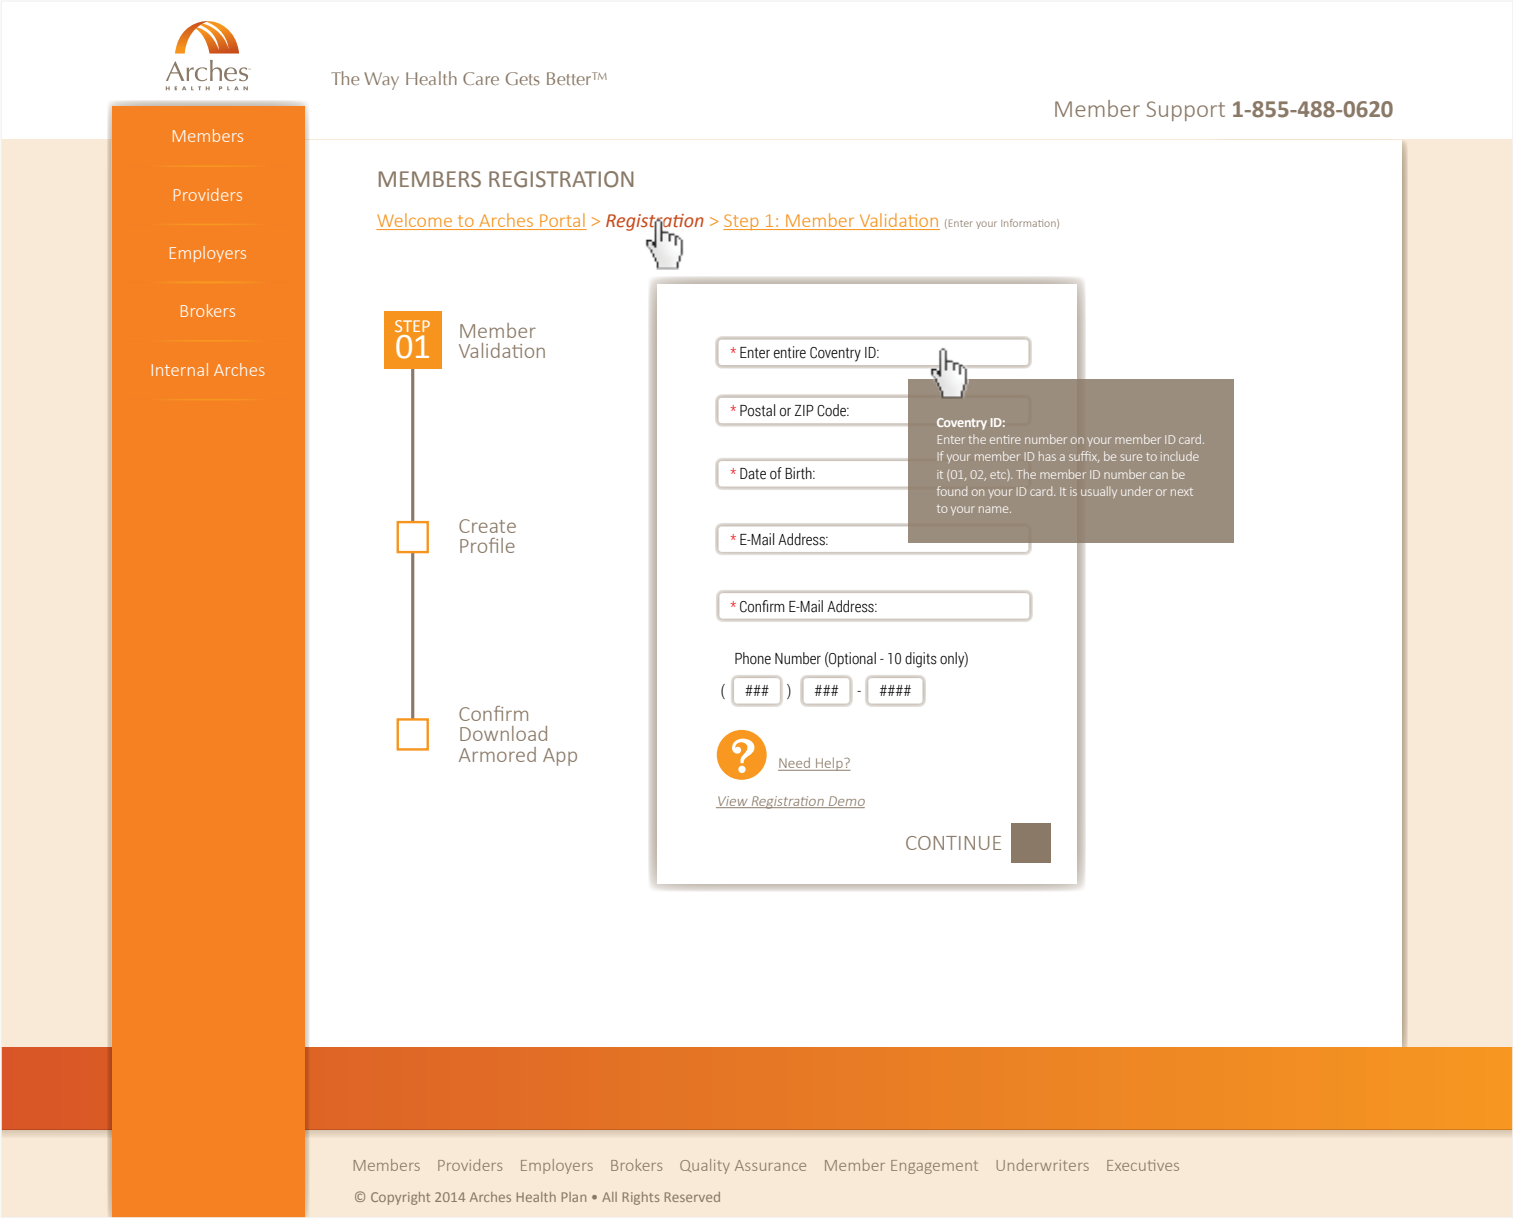 Arches
HEALTH PLAN
The Way Health Care Gets Better™
Member Support 1-855-488-0620
Members
Providers
Employers
Brokers
Internal Arches
MEMBERS REGISTRATION
Welcome to Arches Portal > Registration > Step 1: Member Validation (Enter your Information)
STEP
01
Member
Validation
Create
Profile
Confirm
Download
Armored App
* Enter entire Coventry ID:
* Postal or ZIP Code:
* Date of Birth:
* E-Mail Address:
* Confirm E-Mail Address:
Coventry ID:
Enter the entire number on your member ID card.
If your member ID has a suffix, be sure to include
it (01, 02, etc). The member ID number can be
found on your ID card. It is usually under or next
to your name.
Phone Number (Optional - 10 digits only)
( ### ) ### - ####
?
Need Help?
View Registration Demo
CONTINUE
Members Providers Employers Brokers Quality Assurance Member Engagement Underwriters Executives
© Copyright 2014 Arches Health Plan • All Rights Reserved